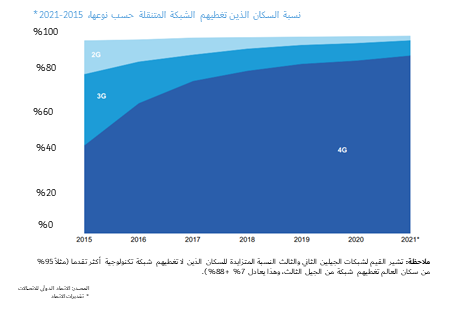 نسبة السكان الذين تغطيهم الشبكة المتنقلة حسب نوعها، 2015-2021*
%100
%80
%60
%40
%20
%0
2G
3G
4G
2015 2016 2017 2018 2019 2020 2021*
ملاحظة: تشير القيم لشبكات الجيلين الثاني والثالث النسبة المتزايدة للسكان الذين لا تغطيهم شبكة تكنولوجية أكثر تقدما (مثلاً 95%
من سكان العالم تغطيهم شبكة من الجيل الثالث، وهذا يعادل 7% + 88%).
المصدر: الاتحاد الدولي للاتصالات
* تقديرات الاتحاد